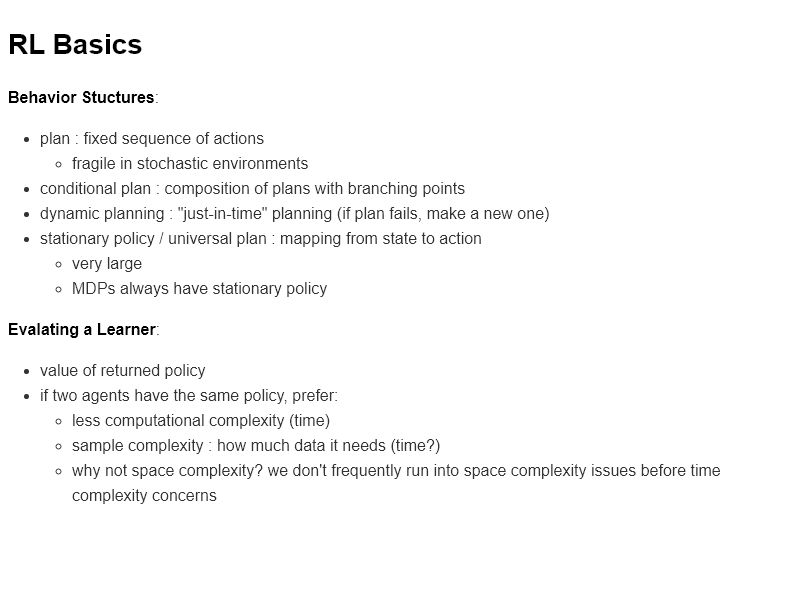 RL Basics
Behavior Stuctures:
plan : fixed sequence of actions
fragile in stochastic environments
conditional plan : composition of plans with branching points
dynamic planning : "just-in-time" planning (if plan fails, make a new one)
stationary policy / universal plan : mapping from state to action
very large
MDPs always have stationary policy
Evalating a Learner:
value of returned policy
if two agents have the same policy, prefer:
less computational complexity (time)
sample complexity : how much data it needs (time?)
why not space complexity? we don't frequently run into space complexity issues before time
complexity concerns